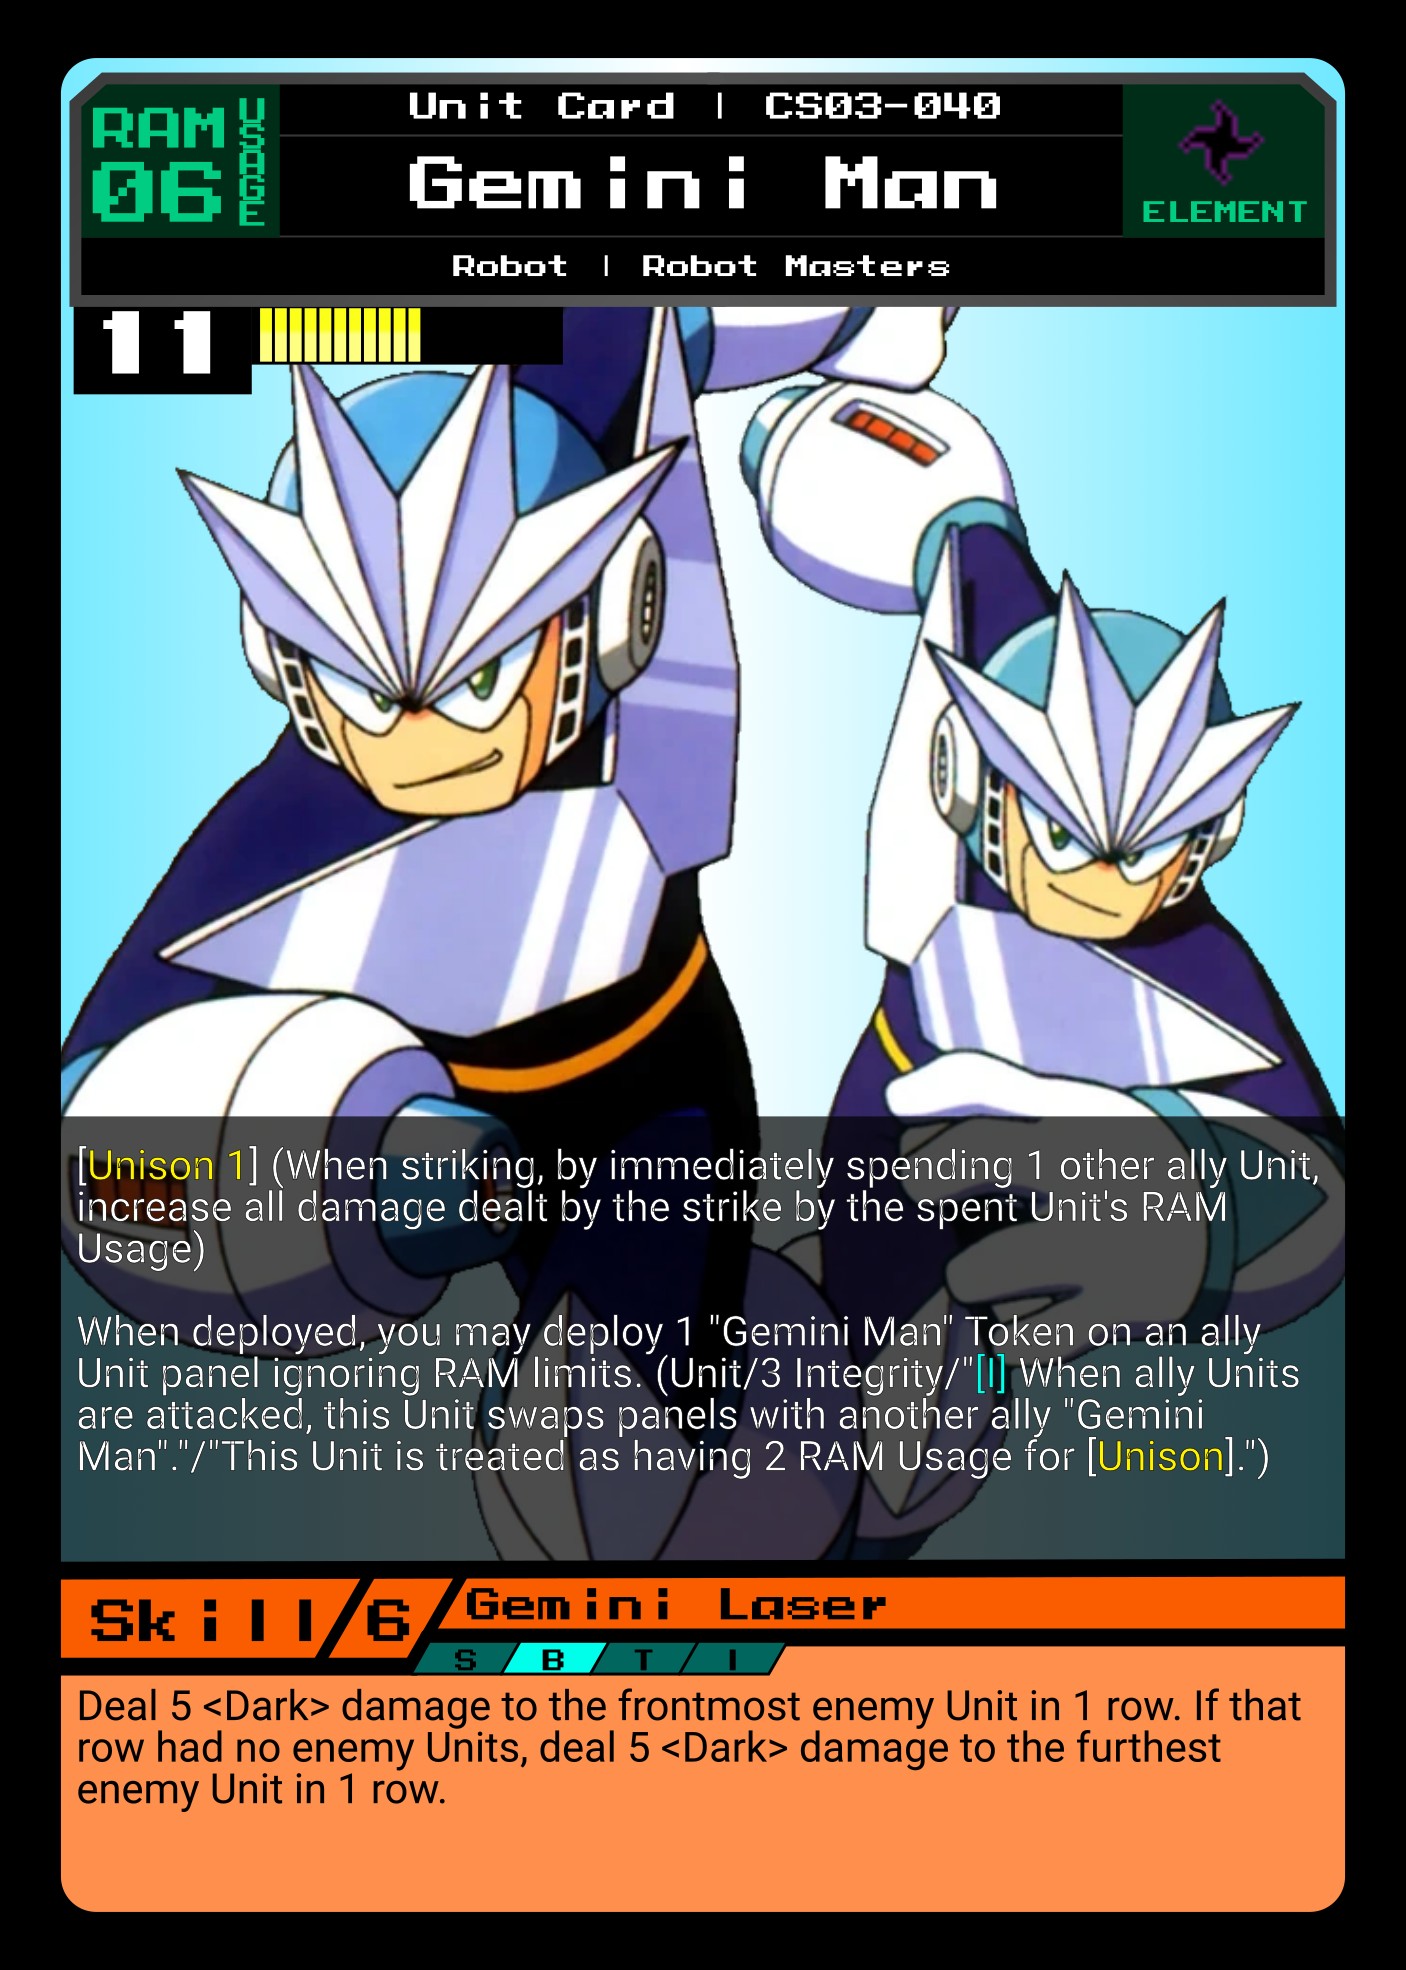 RAM USAGE
06
Unit Card | CS03-040
Gemini Man
Robot | Robot Masters
ELEMENT
11
[Unison 1] (When striking, by immediately spending 1 other ally Unit,
increase all damage dealt by the strike by the spent Unit's RAM
Usage)
When deployed, you may deploy 1 "Gemini Man" Token on an ally
Unit panel ignoring RAM limits. (Unit/3 Integrity/"[I] When ally Units
are attacked, this Unit swaps panels with another ally "Gemini
Man"."/"This Unit is treated as having 2 RAM Usage for [Unison].")
Skill/6
Gemini Laser
S B T I
Deal 5 <Dark> damage to the frontmost enemy Unit in 1 row. If that
row had no enemy Units, deal 5 <Dark> damage to the furthest
enemy Unit in 1 row.